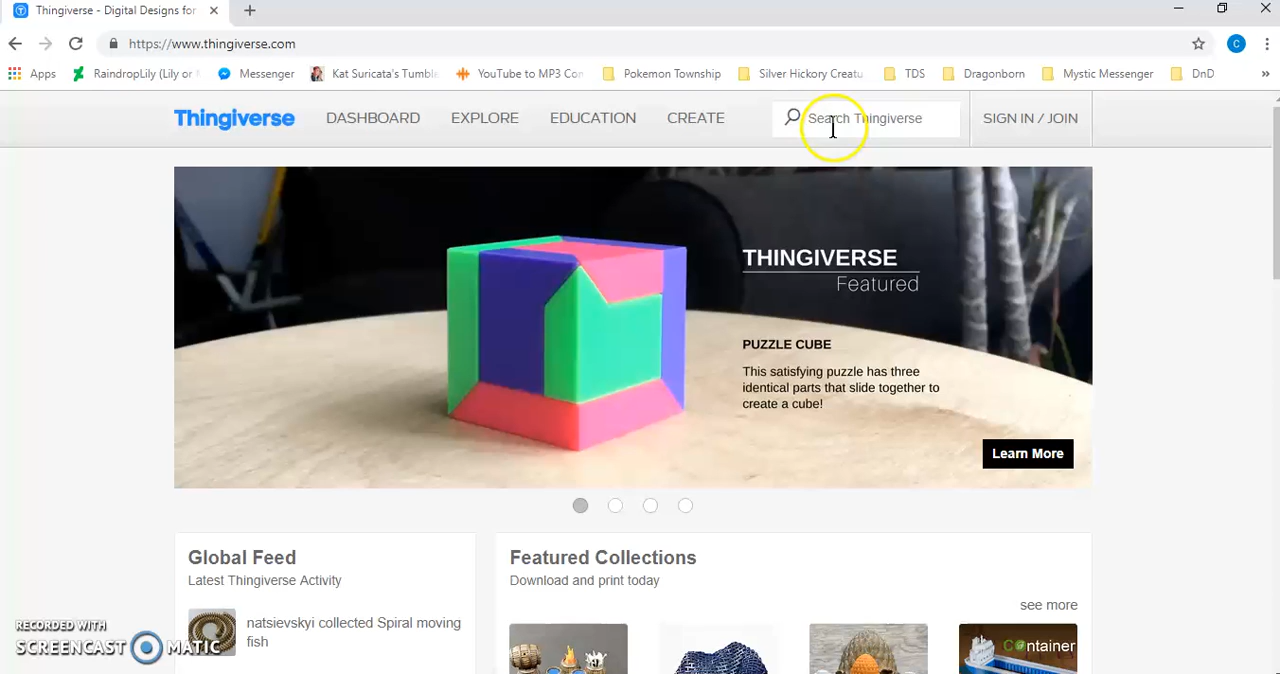 Thingiverse - Digital Designs for
https://www.thingiverse.com
Apps RaindropLily (Lily or Messenger Kat Suricata's Tumbl YouTube to MP3 Con Pokemon Township Silver Hickory Creatu TDS Dragonborn Mystic Messenger DnD »
Thingiverse DASHBOARD EXPLORE EDUCATION CREATE Search Thingiverse SIGN IN / JOIN
THINGIVERSE
Featured
PUZZLE CUBE
This satisfying puzzle has three
identical parts that slide together to
create a cube!
Learn More
Global Feed
Latest Thingiverse Activity
natsievskyi collected Spiral moving
fish
Featured Collections
Download and print today
see more
Container
RECORDED WITH
SCREENCAST MATIC
C